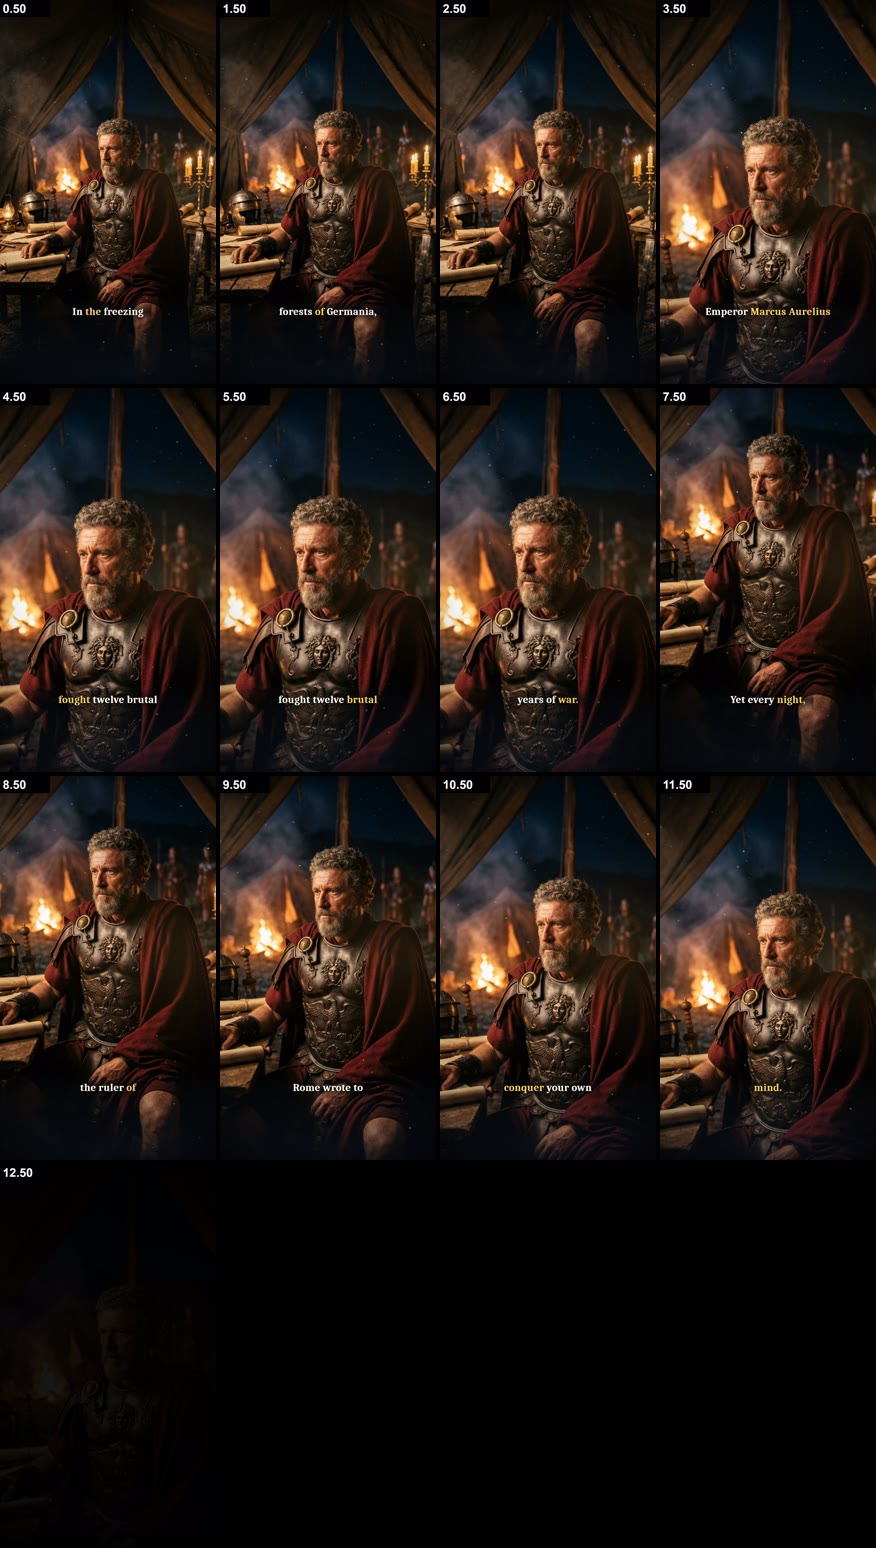 0.50
In the freezing
1.50
forests of Germania,
2.50
3.50
Emperor Marcus Aurelius
4.50
fought twelve brutal
5.50
fought twelve brutal
6.50
years of war.
7.50
Yet every night,
8.50
the ruler of
9.50
Rome wrote to
10.50
conquer your own
11.50
mind.
12.50